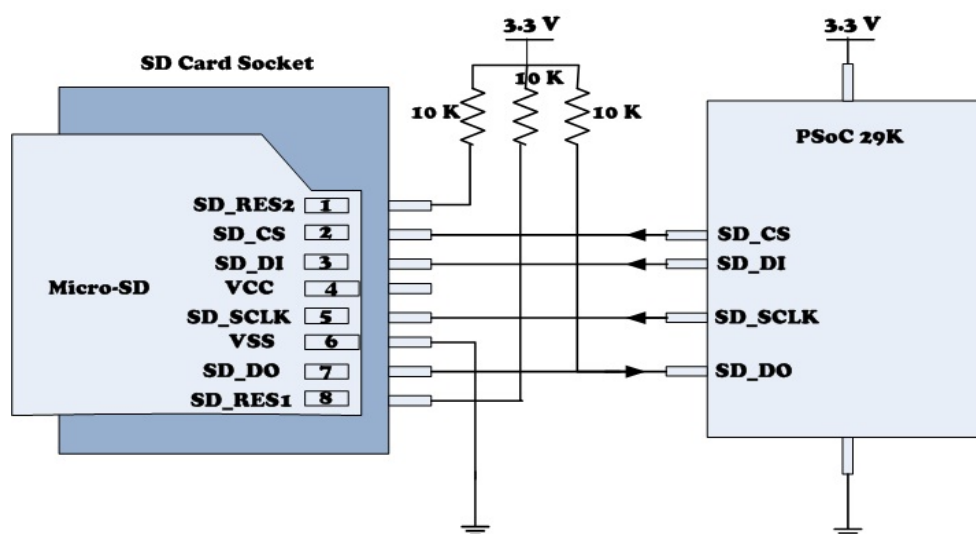 3.3 V
3.3 V
SD Card Socket
10 K
10 K
10 K
PSoC 29K
SD_RES2 1
SD_CS 2
SD_CS
SD_DI 3
SD_DI
Micro-SD
VCC 4
SD_SCLK 5
SD_SCLK
VSS 6
SD_DO 7
SD_DO
SD_RES1 8